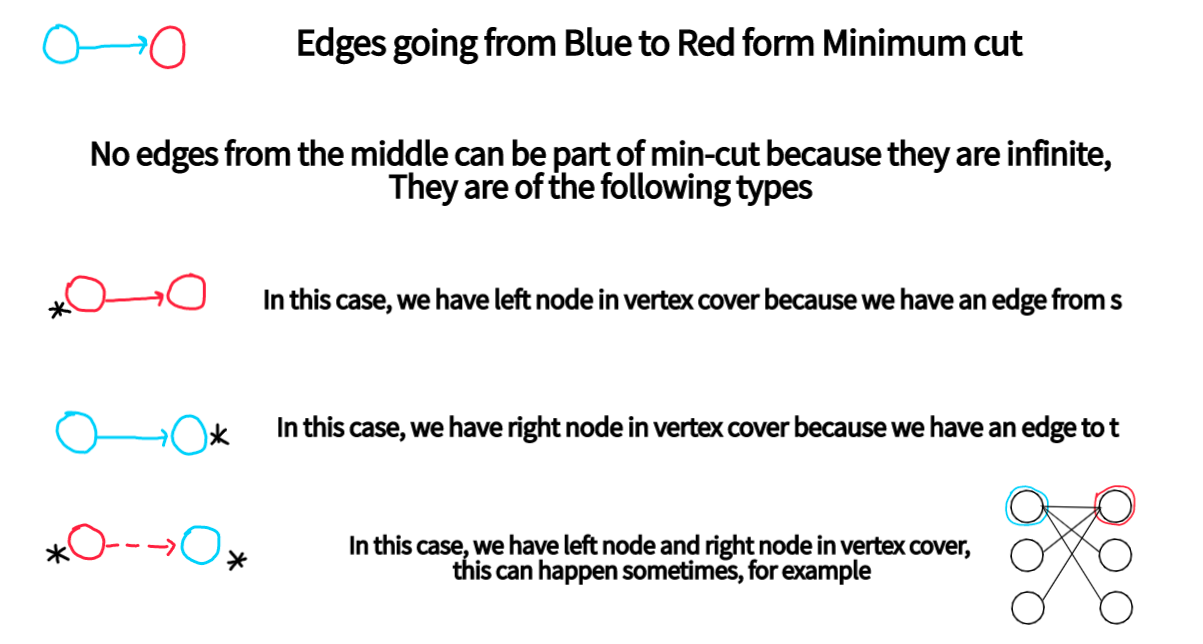 Edges going from Blue to Red form Minimum cut
No edges from the middle can be part of min-cut because they are infinite,
They are of the following types
* In this case, we have left node in vertex cover because we have an edge from s
* In this case, we have right node in vertex cover because we have an edge to t
* * In this case, we have left node and right node in vertex cover,
this can happen sometimes, for example